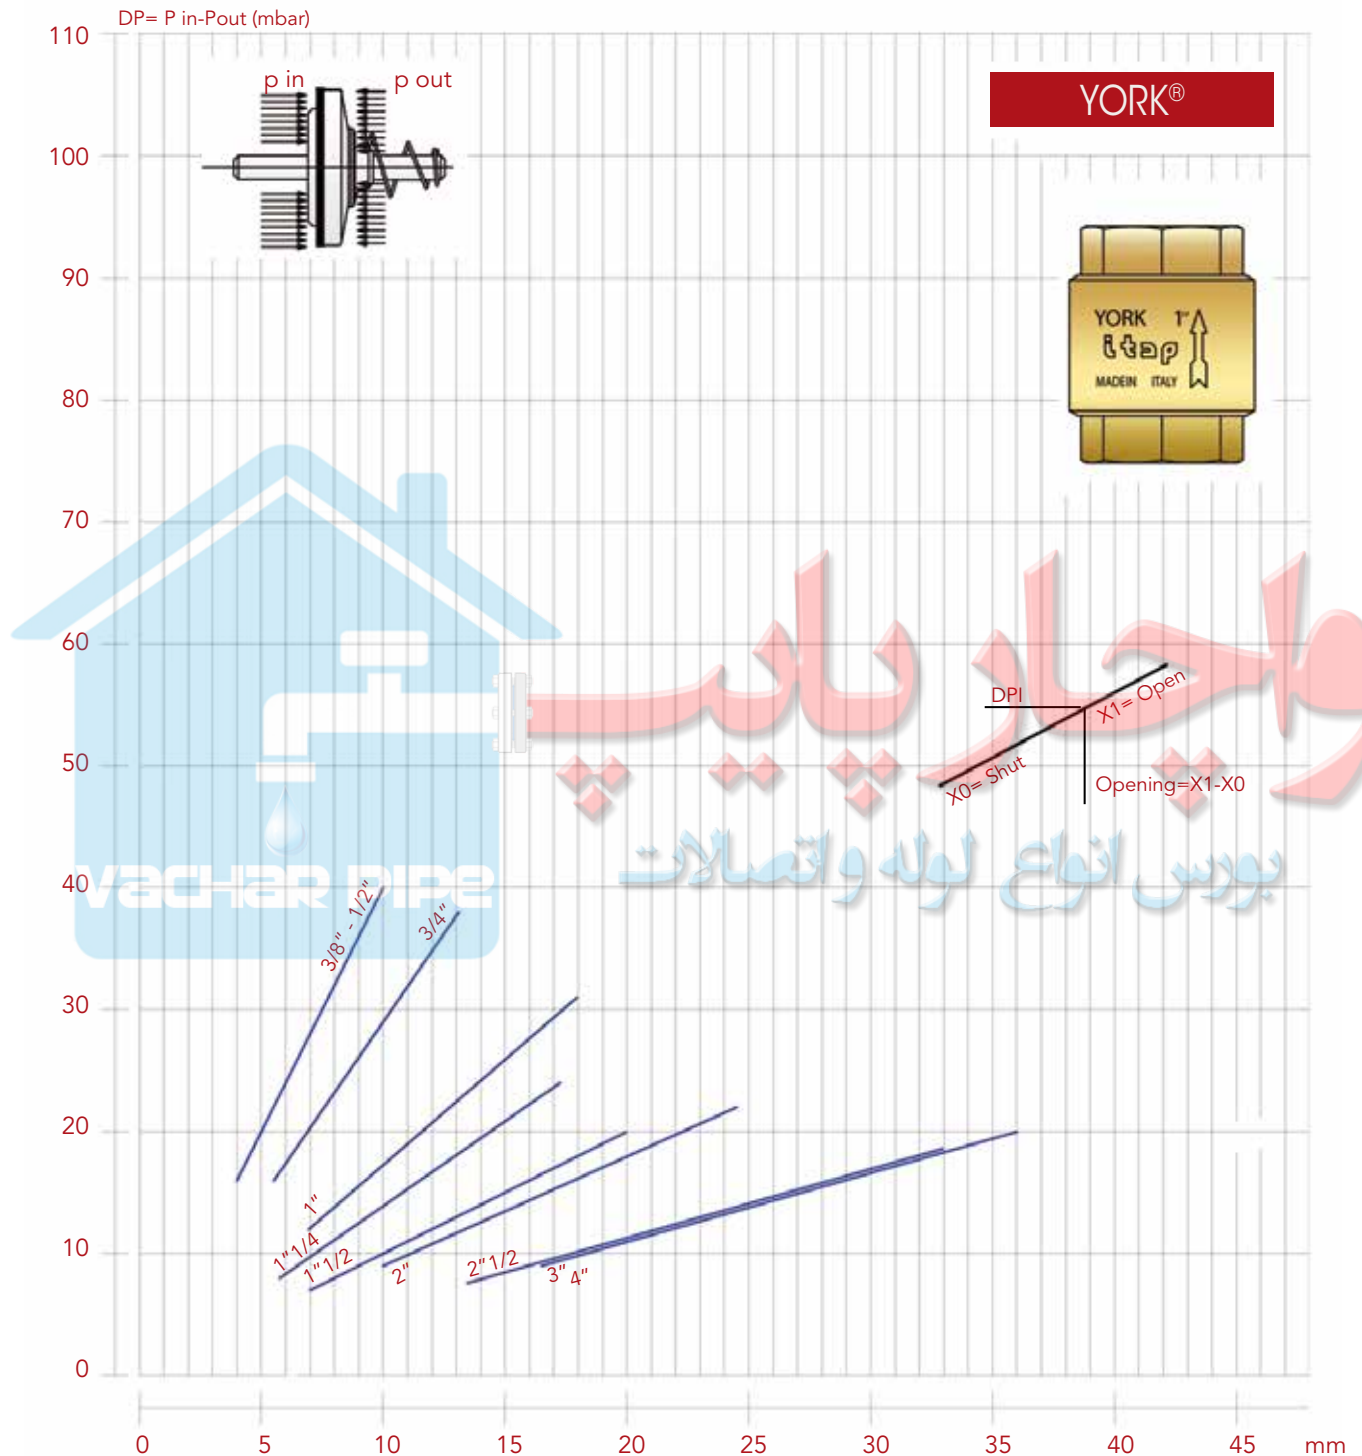 DP= P in-Pout (mbar)
110
p in
p out
YORK®
100
90
YORK 1"
itap
MADEIN ITALY
80
70
60
واچار پایپ
DPI
X1= Open
50
X0= Shut
Opening=X1-X0
بورس انواع لوله و اتصالات
VACHAR PIPE
40
3/8" - 1/2"
3/4"
30
20
1"
1"1/4
1"1/2
2"
2"1/2
3"
4"
10
0
0 5 10 15 20 25 30 35 40 45 mm